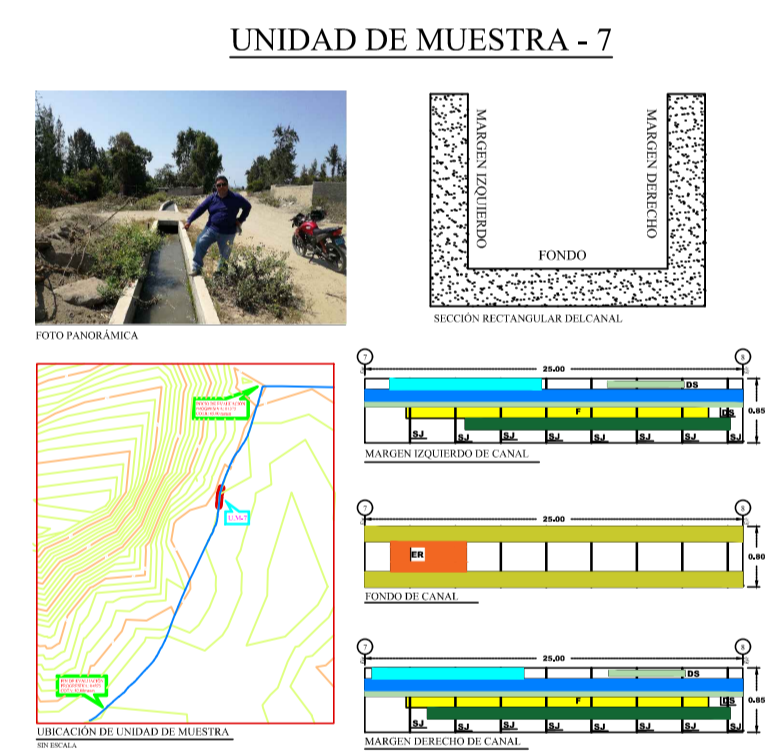 UNIDAD DE MUESTRA - 7
MARGEN IZQUIERDO
MARGEN DERECHO
FONDO
SECCIÓN RECTANGULAR DELCANAL
FOTO PANORÁMICA
7
8
25.00
DS
0.85
F
DS
SJ
SJ
SJ
SJ
SJ
SJ
SJ
SJ
MARGEN IZQUIERDO DE CANAL
U.M-7
7
8
25.00
ER
0.80
FONDO DE CANAL
7
8
25.00
DS
0.85
F
DS
SJ
SJ
SJ
SJ
SJ
SJ
SJ
SJ
MARGEN DERECHO DE CANAL
UBICACIÓN DE UNIDAD DE MUESTRA
SIN ESCALA